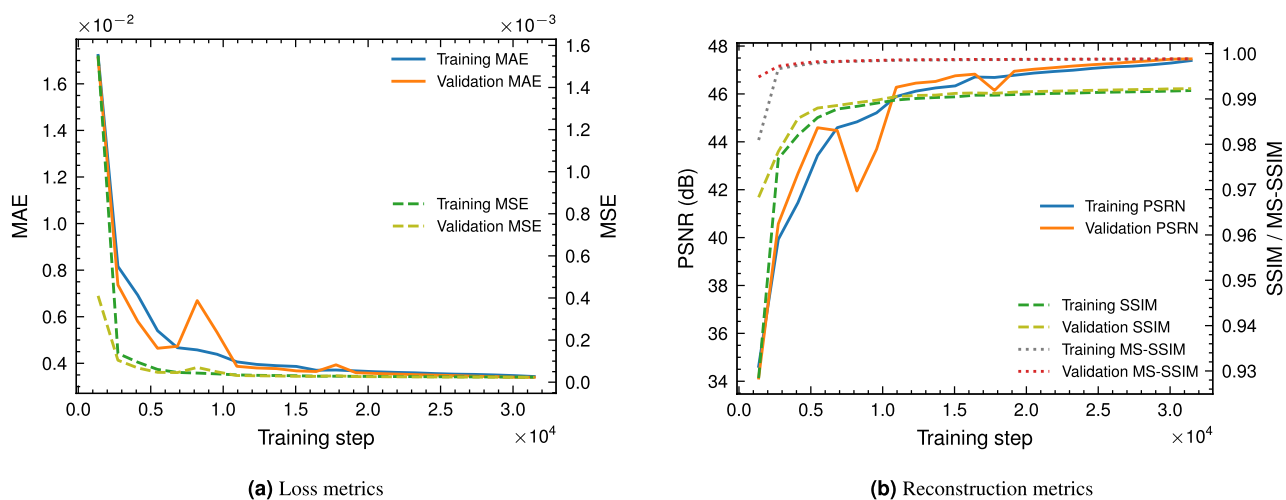 ×10⁻²
×10⁻³
1.6
1.4
1.2
1.0
0.8
0.6
0.4
MAE
1.6
1.4
1.2
1.0
0.8
0.6
0.4
0.2
0.0
MSE
Training MAE
Validation MAE
Training MSE
Validation MSE
0.0 0.5 1.0 1.5 2.0 2.5 3.0
Training step
×10⁴
(a) Loss metrics
48
46
44
42
40
38
36
34
PSNR (dB)
1.00
0.99
0.98
0.97
0.96
0.95
0.94
0.93
SSIM / MS-SSIM
Training PSRN
Validation PSRN
Training SSIM
Validation SSIM
Training MS-SSIM
Validation MS-SSIM
0.0 0.5 1.0 1.5 2.0 2.5 3.0
Training step
×10⁴
(b) Reconstruction metrics